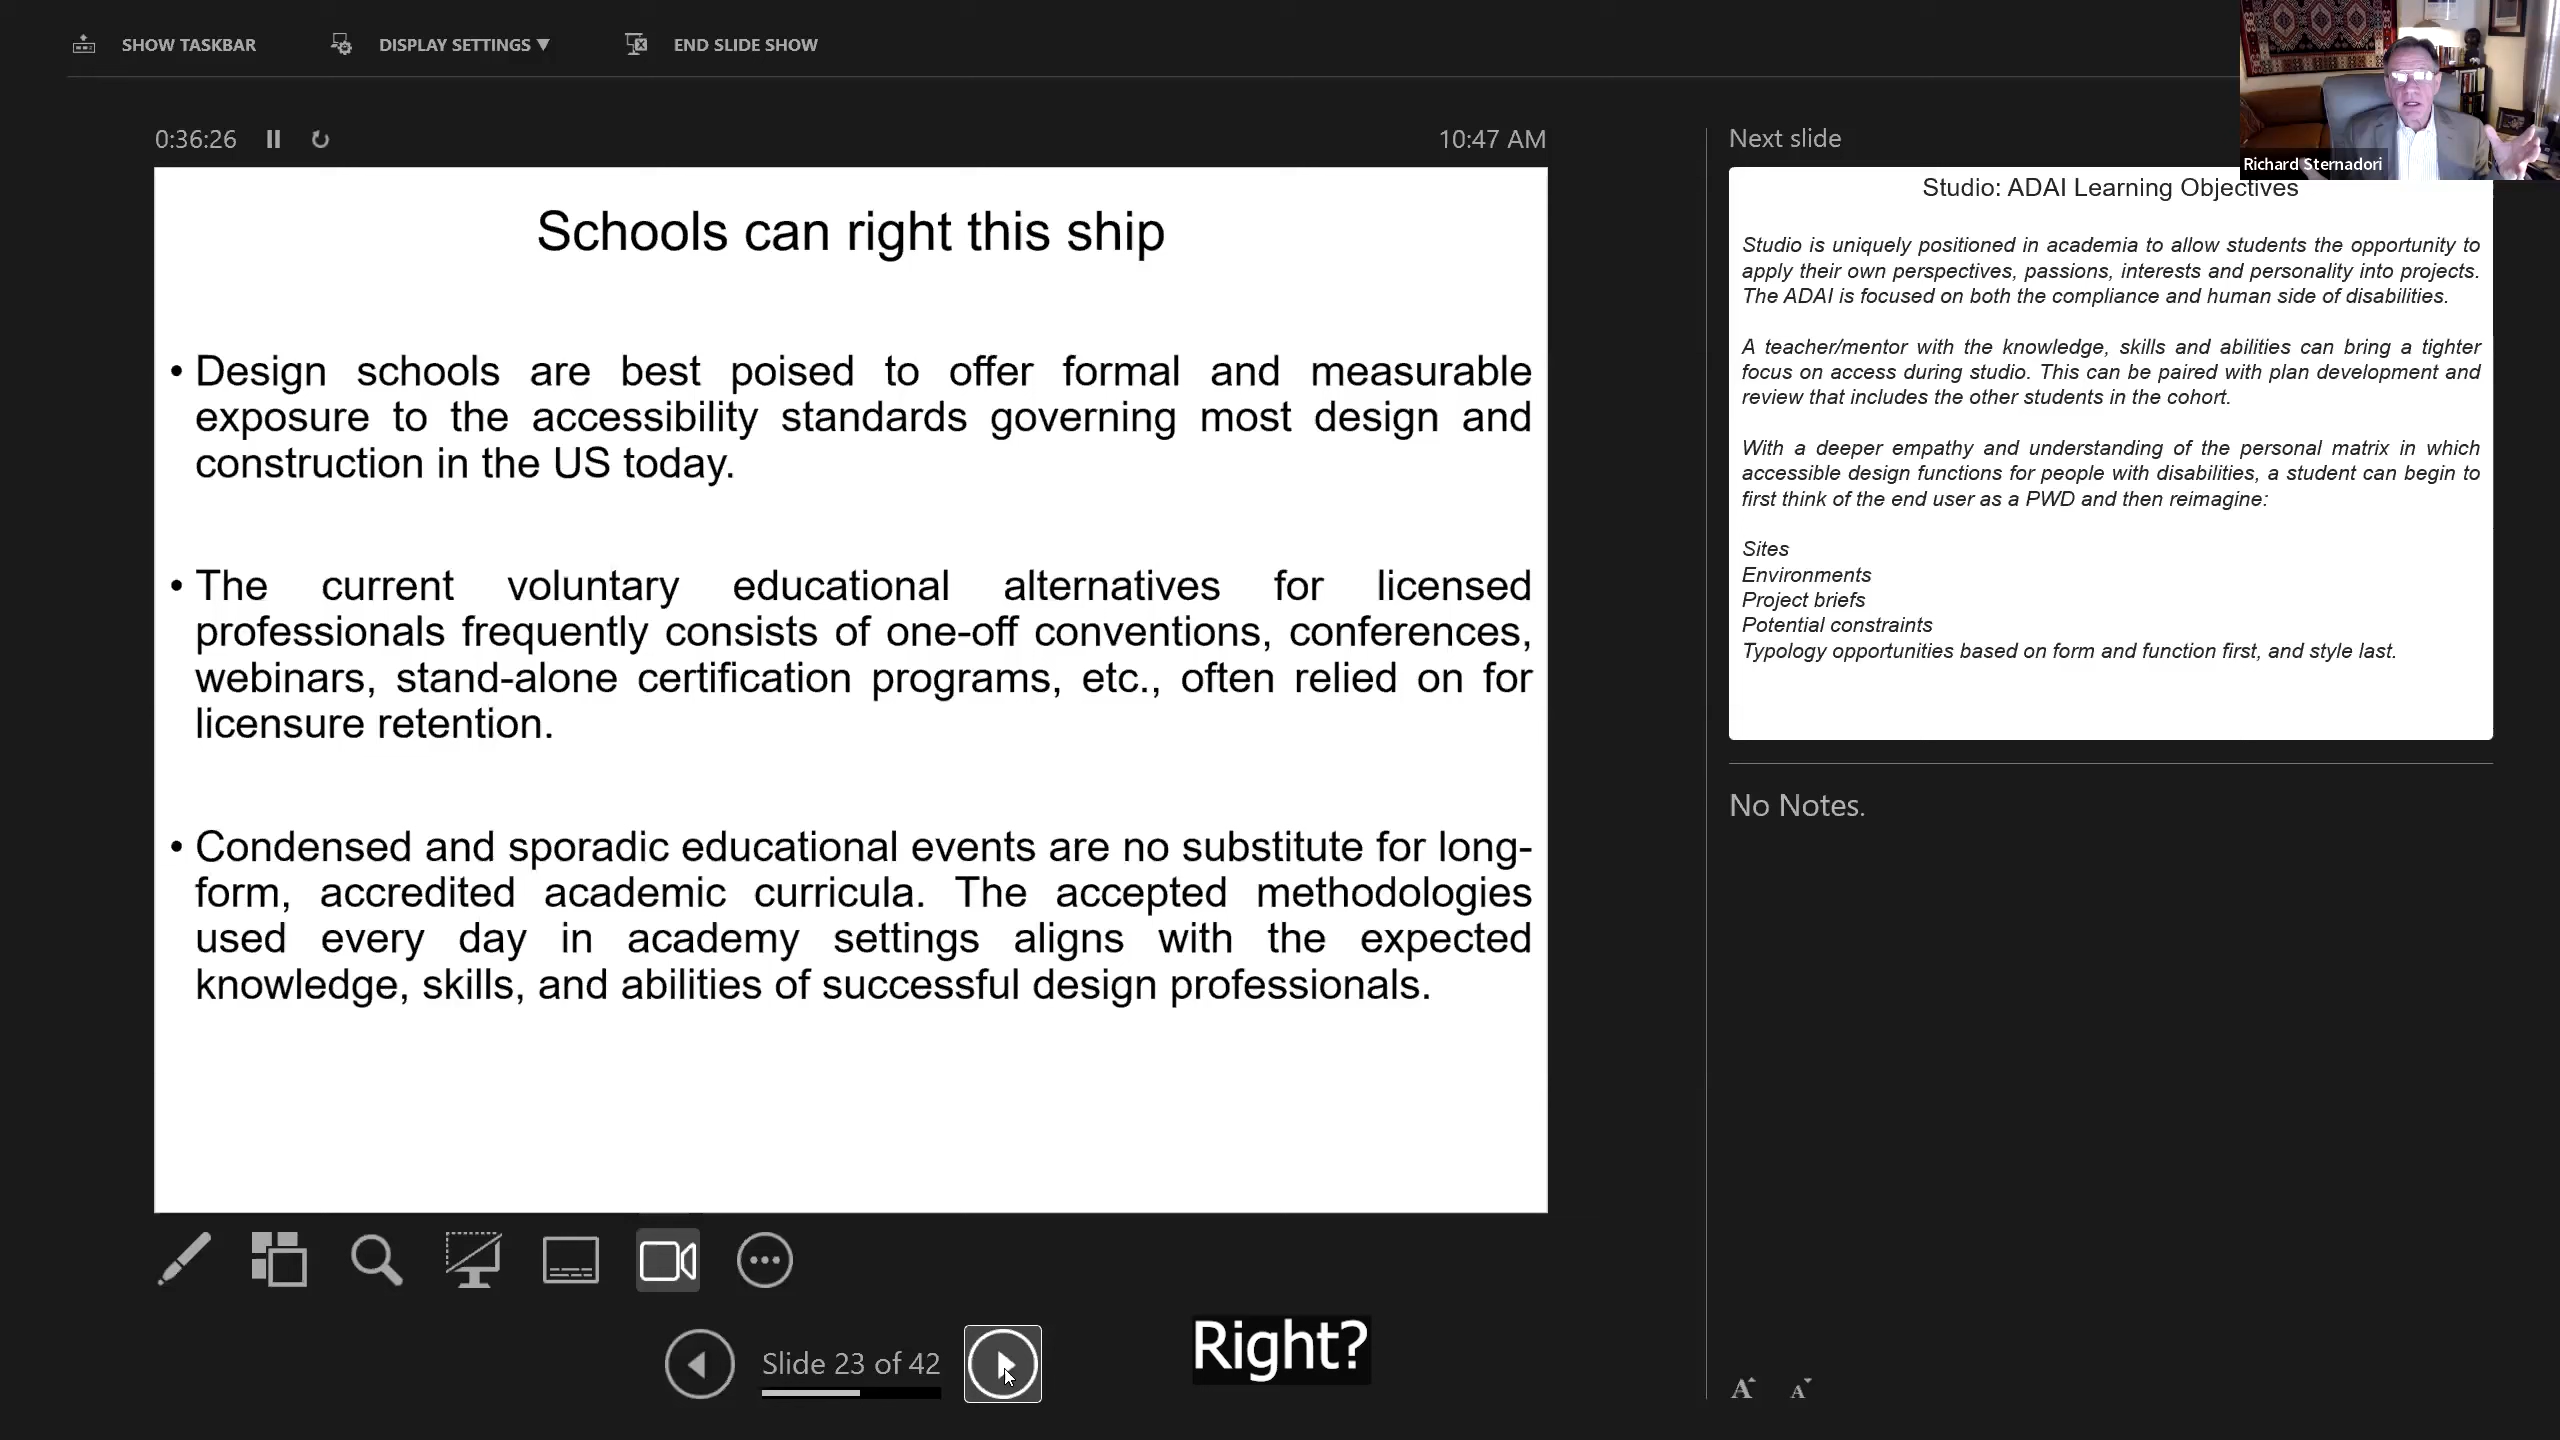 SHOW TASKBAR
DISPLAY SETTINGS ▼
END SLIDE SHOW
0:36:26
10:47 AM
Schools can right this ship
• Design schools are best poised to offer formal and measurable
exposure to the accessibility standards governing most design and
construction in the US today.
• The current voluntary educational alternatives for licensed
professionals frequently consists of one-off conventions, conferences,
webinars, stand-alone certification programs, etc., often relied on for
licensure retention.
• Condensed and sporadic educational events are no substitute for long-
form, accredited academic curricula. The accepted methodologies
used every day in academy settings aligns with the expected
knowledge, skills, and abilities of successful design professionals.
Slide 23 of 42
Right?
Next slide
Richard Sternadori
Studio: ADAI Learning Objectives
Studio is uniquely positioned in academia to allow students the opportunity to
apply their own perspectives, passions, interests and personality into projects.
The ADAI is focused on both the compliance and human side of disabilities.
A teacher/mentor with the knowledge, skills and abilities can bring a tighter
focus on access during studio. This can be paired with plan development and
review that includes the other students in the cohort.
With a deeper empathy and understanding of the personal matrix in which
accessible design functions for people with disabilities, a student can begin to
first think of the end user as a PWD and then reimagine:
Sites
Environments
Project briefs
Potential constraints
Typology opportunities based on form and function first, and style last.
No Notes.
A A